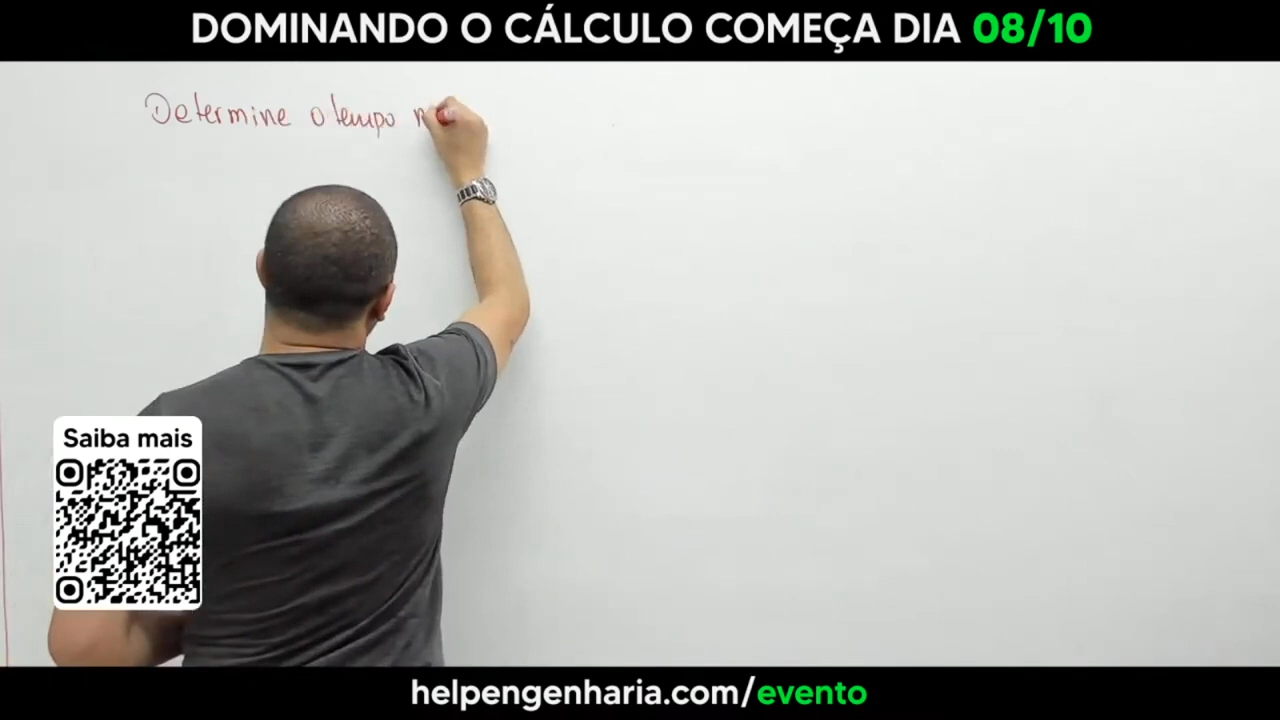 DOMINANDO O CÁLCULO COMEÇA DIA 08/10
Determine o tempo
Saiba mais
helpengenharia.com/evento